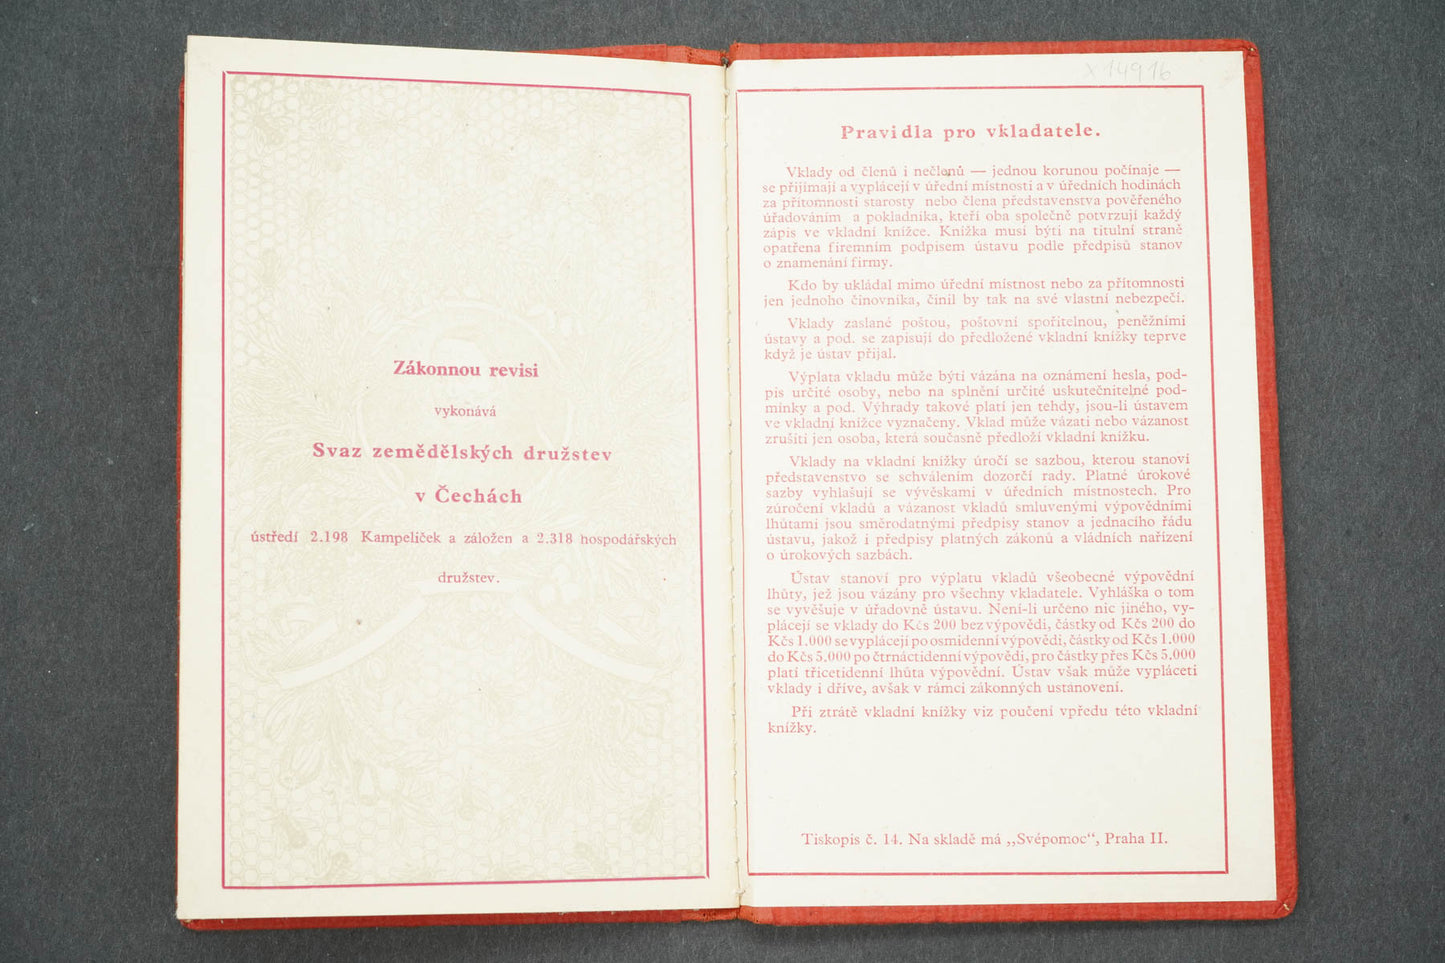 Zákonnou revisi
vykonává
Svaz zemědělských družstev
v Čechách
ústředí 2.198 Kampeliček a záložen a 2.318 hospodářských
družstev.
x 14916
Pravidla pro vkladatele.
Vklady od členů i nečlenů — jednou korunou počínaje —
se přijímají a vyplácejí v úřední místnosti a v úředních hodinách
za přítomnosti starosty nebo člena představenstva pověřeného
úřadováním a pokladníka, kteří oba společně potvrzují každý
zápis ve vkladní knížce. Knížka musí býti na titulní straně
opatřena firemním podpisem ústavu podle předpisů stanov
o znamenání firmy.
Kdo by ukládal mimo úřední místnost nebo za přítomnosti
jen jednoho činovníka, činil by tak na své vlastní nebezpečí.
Vklady zaslané poštou, poštovní spořitelnou, peněžními
ústavy a pod. se zapisují do předložené vkladní knížky teprve
když je ústav přijal.
Výplata vkladu může býti vázána na oznámení hesla, pod-
pis určité osoby, nebo na splnění určité uskutečnitelné pod-
mínky a pod. Výhrady takové platí jen tehdy, jsou-li ústavem
ve vkladní knížce vyznačeny. Vklad může vázati nebo vázanost
zrušiti jen osoba, která současně předloží vkladní knížku.
Vklady na vkladní knížky úročí se sazbou, kterou stanoví
představenstvo se schválením dozorčí rady. Platné úrokové
sazby vyhlašují se vývěskami v úředních místnostech. Pro
zúročení vkladů a vázanost vkladů smluvenými výpovědními
lhůtami jsou směrodatnými předpisy stanov a jednacího řádu
ústavu, jakož i předpisy platných zákonů a vládních nařízení
o úrokových sazbách.
Ústav stanoví pro výplatu vkladů všeobecné výpovědní
lhůty, jež jsou vázány pro všechny vkladatele. Vyhláška o tom
se vyvěšuje v úřadovně ústavu. Není-li určeno nic jiného, vy-
plácejí se vklady do Kčs 200 bez výpovědi, částky od Kčs 200 do
Kčs 1.000 se vyplácejí po osmidenní výpovědi, částky od Kčs 1.000
do Kčs 5.000 po čtrnáctidenní výpovědi, pro částky přes Kčs 5.000
platí třicetidenní lhůta výpovědní. Ústav však může vypláceti
vklady i dříve, avšak v rámci zákonných ustanovení.
Při ztrátě vkladní knížky viz poučení vpředu této vkladní
knížky.
Tiskopis č. 14. Na skladě má „Svépomoc“, Praha II.